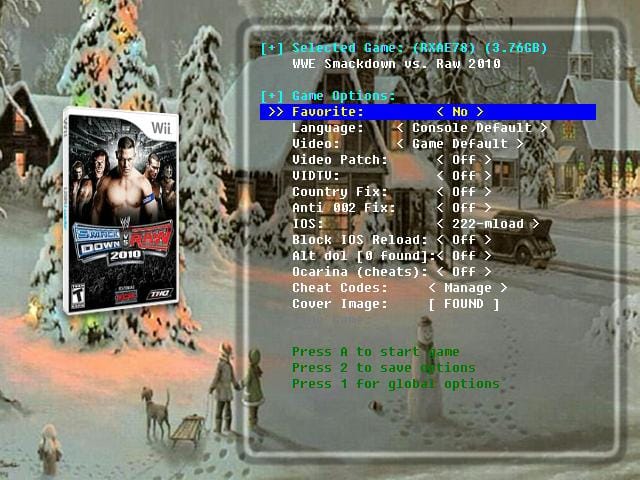 [+] Selected Game: (RXAE78) (3.76GB)
WWE Smackdown vs. Raw 2010
[+] Game Options:
>> Favorite: < No >
Language: < Console Default >
Video: < Game Default >
Video Patch: < Off >
VIDTV: < Off >
Country Fix: < Off >
Anti 002 Fix: < Off >
IOS: < 222-mload >
Block IOS Reload: < Off >
Alt dol [0 found]:< Off >
Ocarina (cheats): < Off >
Cheat Codes: < Manage >
Cover Image: [ FOUND ]
Press A to start game
Press 2 to save options
Press 1 for global options
Wii
SMACK
DOWN VS RAW
2010
T
THQ